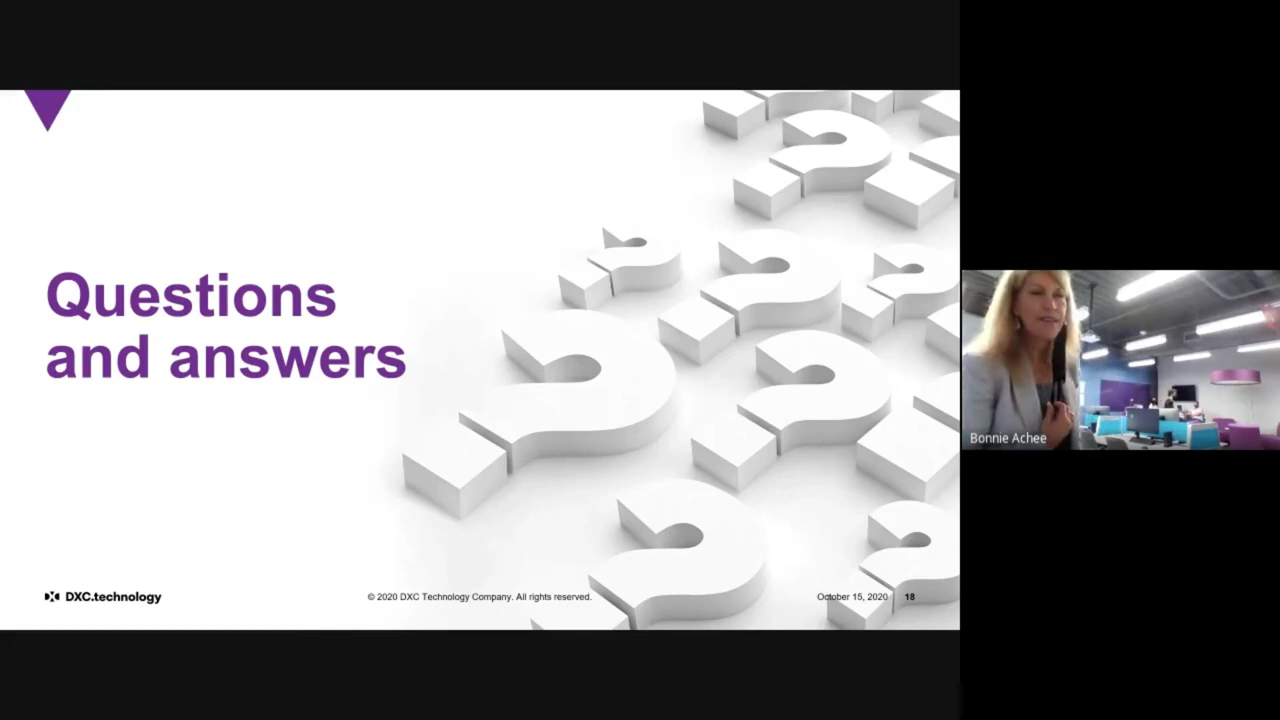 Questions
and answers
DXC.technology
© 2020 DXC Technology Company. All rights reserved.
October 15, 2020
18
Bonnie Achee